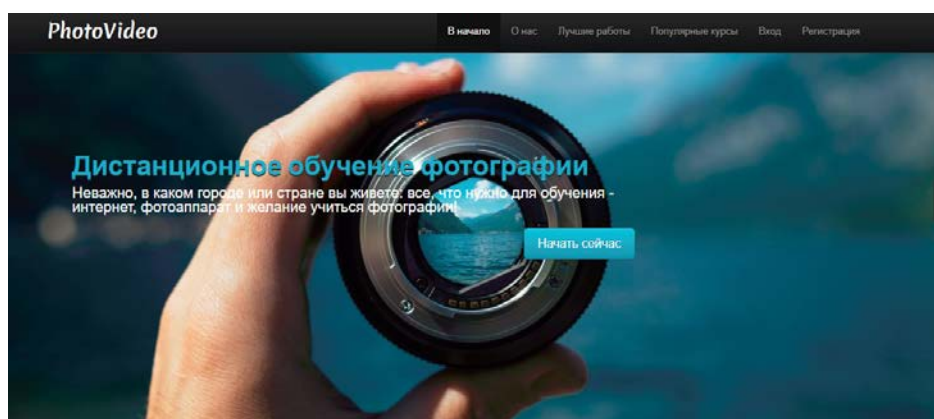 PhotoVideo
В начало
О нас
Лучшие работы
Популярные курсы
Вход
Регистрация
Дистанционное обучение фотографии
Неважно, в каком городе или стране вы живете: все, что нужно для обучения -
интернет, фотоаппарат и желание учиться фотографии!
Начать сейчас